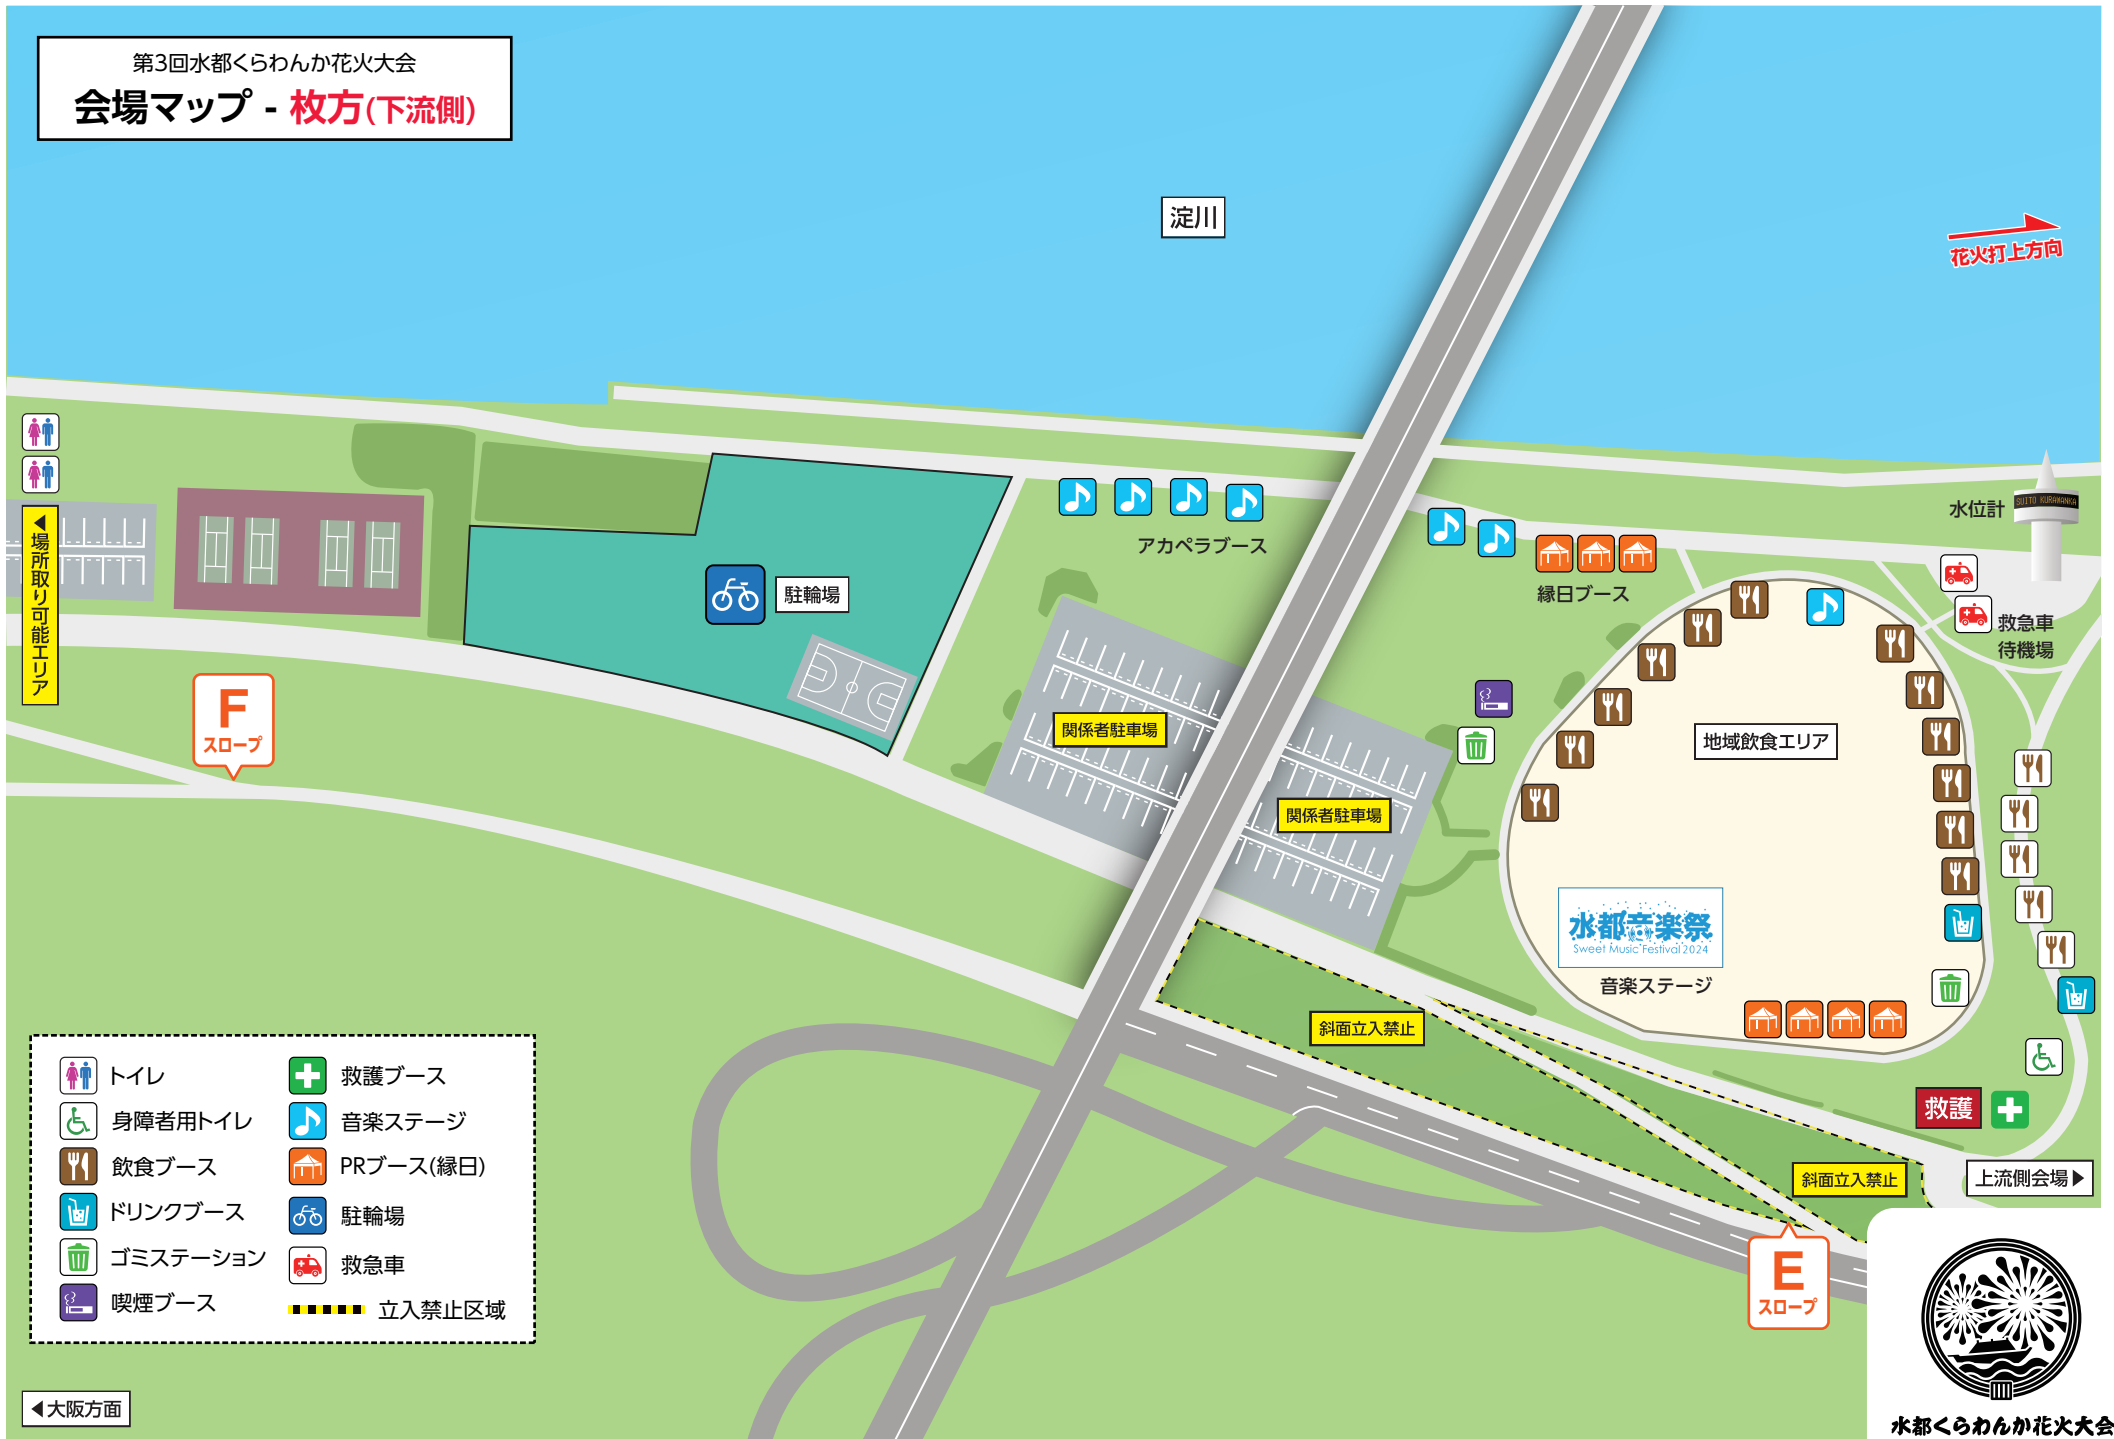 第3回水都くらわんか花火大会
会場マップ - 枚方(下流側)
淀川
花火打上方向
水位計
SUITO KURAWANKA
アカペラブース
縁日ブース
救急車
待機場
◀場所取り可能エリア
駐輪場
F
スロープ
関係者駐車場
関係者駐車場
地域飲食エリア
水都音楽祭
Sweet Music Festival 2024
音楽ステージ
斜面立入禁止
救護
斜面立入禁止
上流側会場▶
E
スロープ
トイレ
身障者用トイレ
飲食ブース
ドリンクブース
ゴミステーション
喫煙ブース
救護ブース
音楽ステージ
PRブース(縁日)
駐輪場
救急車
立入禁止区域
◀大阪方面
水都くらわんか花火大会